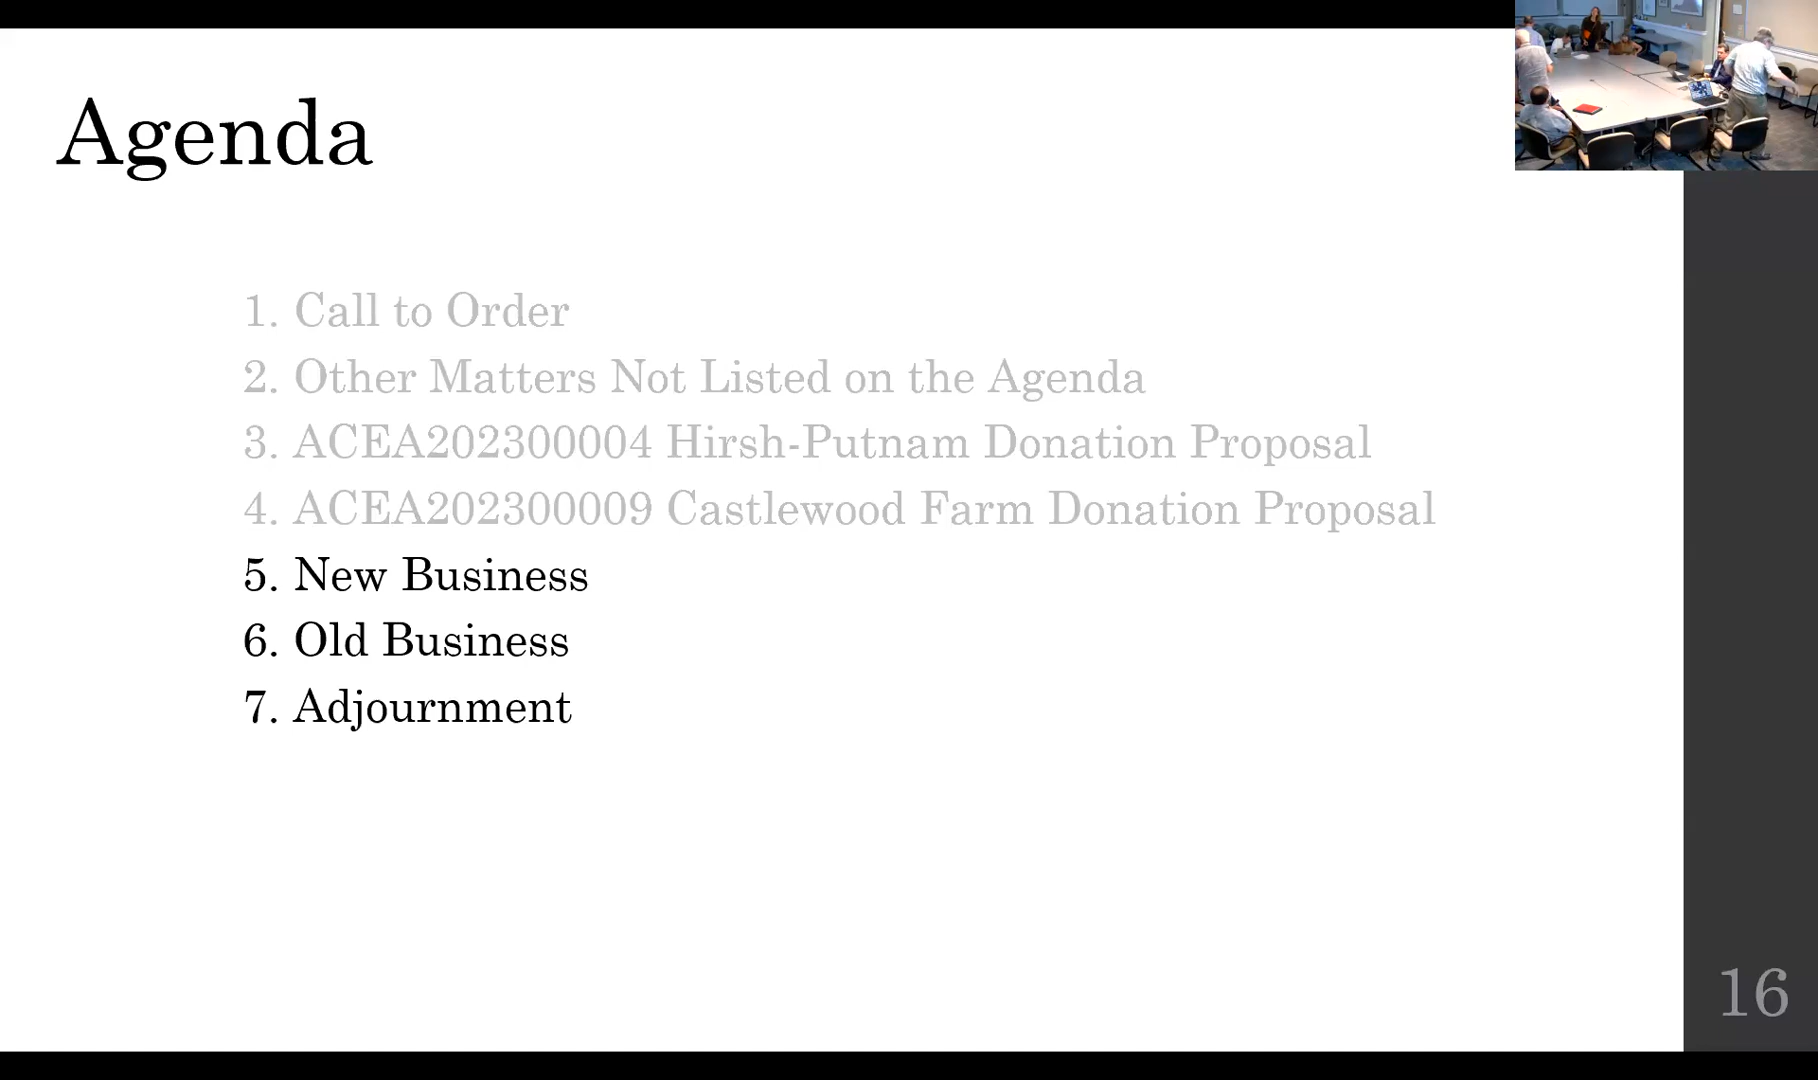 Agenda
1. Call to Order
2. Other Matters Not Listed on the Agenda
3. ACEA202300004 Hirsh-Putnam Donation Proposal
4. ACEA202300009 Castlewood Farm Donation Proposal
5. New Business
6. Old Business
7. Adjournment
16